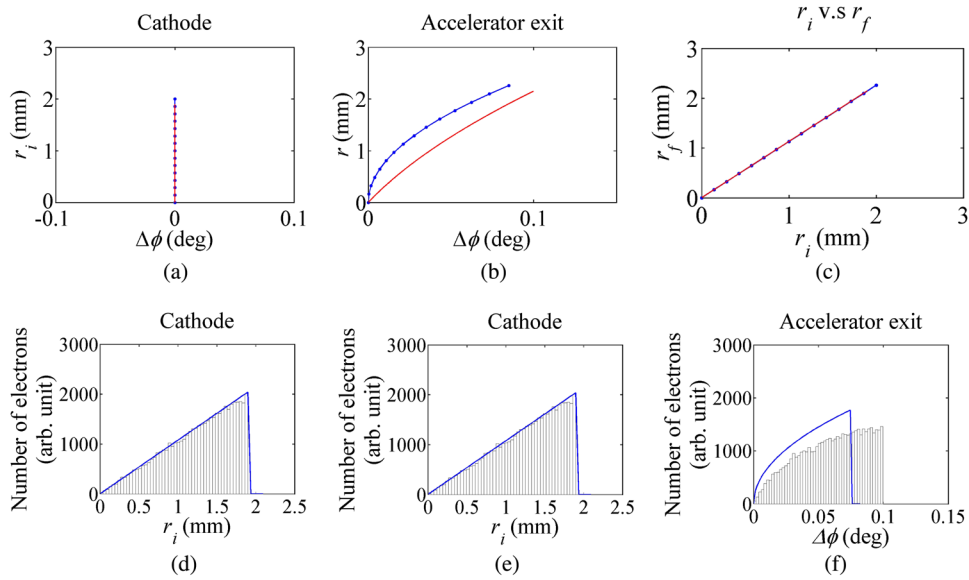 Cathode
3
2
1
0
-0.1
0
0.1
r_i (mm)
Δϕ (deg)
(a)
Accelerator exit
3
2
1
0
0
0.1
r (mm)
Δϕ (deg)
(b)
r_i v.s r_f
3
2
1
0
0
1
2
3
r_f (mm)
r_i (mm)
(c)
Cathode
3000
2000
1000
0
0
0.5
1
1.5
2
2.5
Number of electrons
(arb. unit)
r_i (mm)
(d)
Cathode
3000
2000
1000
0
0
0.5
1
1.5
2
2.5
Number of electrons
(arb. unit)
r_i (mm)
(e)
Accelerator exit
3000
2000
1000
0
0
0.05
0.1
0.15
Number of electrons
(arb. unit)
Δϕ (deg)
(f)